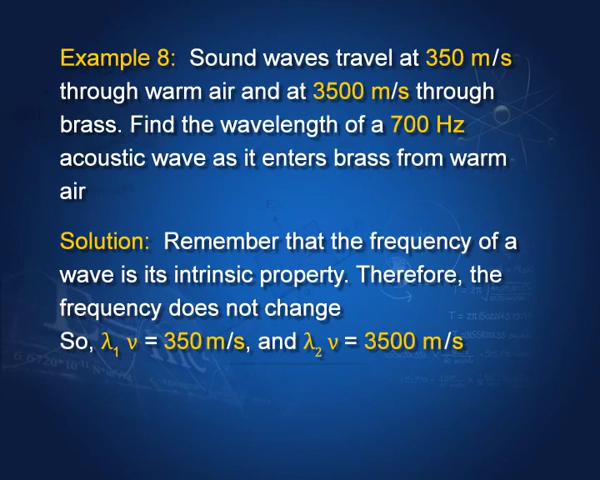 Example 8: Sound waves travel at 350 m/s
through warm air and at 3500 m/s through
brass. Find the wavelength of a 700 Hz
acoustic wave as it enters brass from warm
air
Solution: Remember that the frequency of a
wave is its intrinsic property. Therefore, the
frequency does not change
So, λ₁ ν = 350 m/s, and λ₂ ν = 3500 m/s